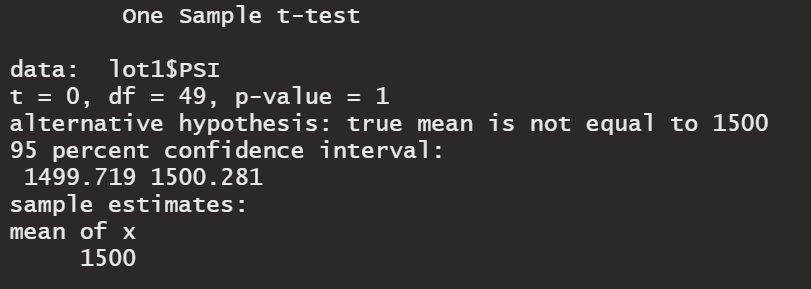 One Sample t-test
data: lot1$PSI
t = 0, df = 49, p-value = 1
alternative hypothesis: true mean is not equal to 1500
95 percent confidence interval:
1499.719 1500.281
sample estimates:
mean of x
1500